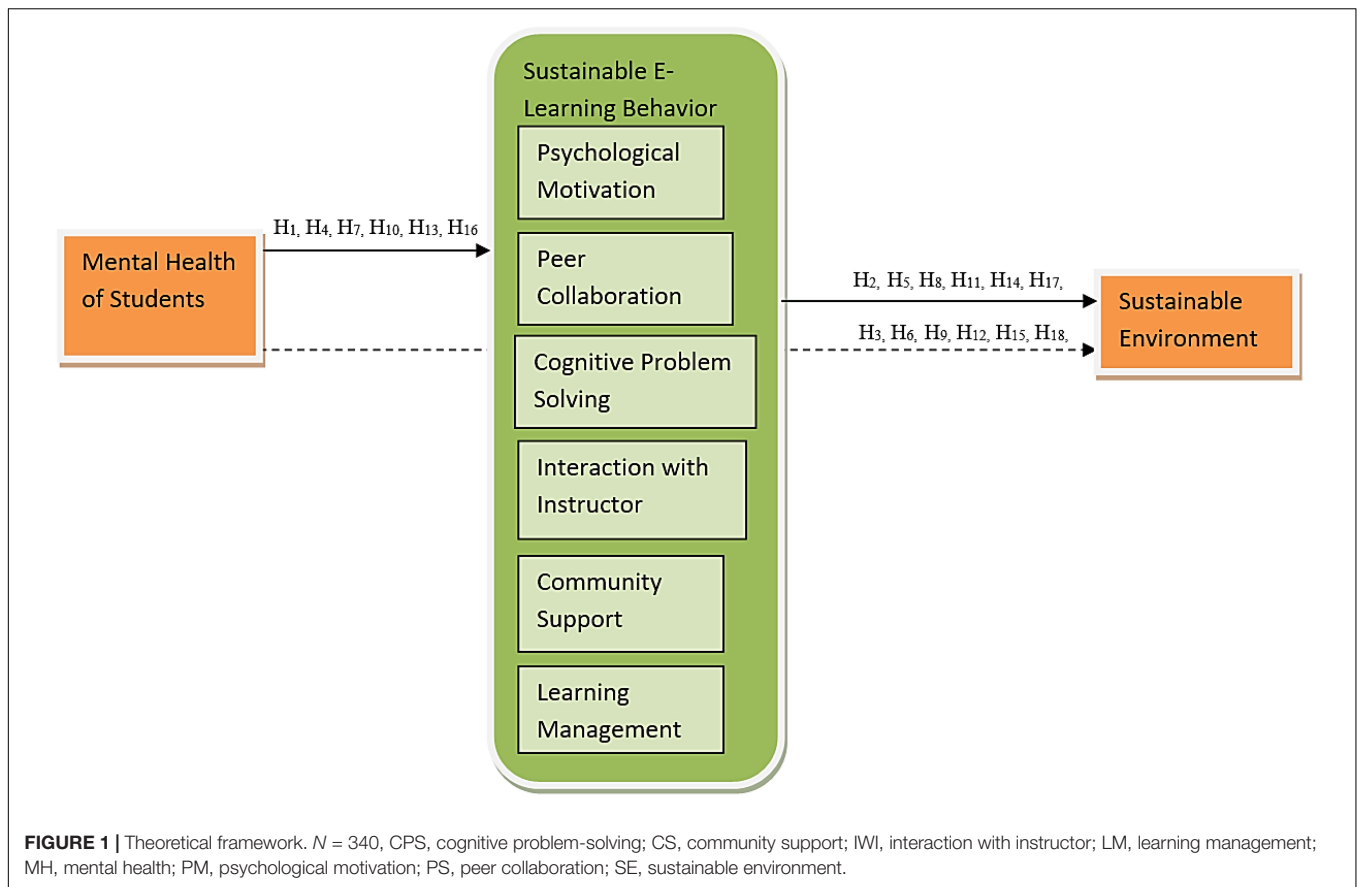 Sustainable E-
Learning Behavior
Psychological
Motivation
Peer
Collaboration
Cognitive Problem
Solving
Interaction with
Instructor
Community
Support
Learning
Management
Mental Health
of Students
H₁, H₄, H₇, H₁₀, H₁₃, H₁₆
H₂, H₅, H₈, H₁₁, H₁₄, H₁₇,
H₃, H₆, H₉, H₁₂, H₁₅, H₁₈,
Sustainable
Environment
FIGURE 1 | Theoretical framework. N = 340, CPS, cognitive problem-solving; CS, community support; IWI, interaction with instructor; LM, learning management;
MH, mental health; PM, psychological motivation; PS, peer collaboration; SE, sustainable environment.